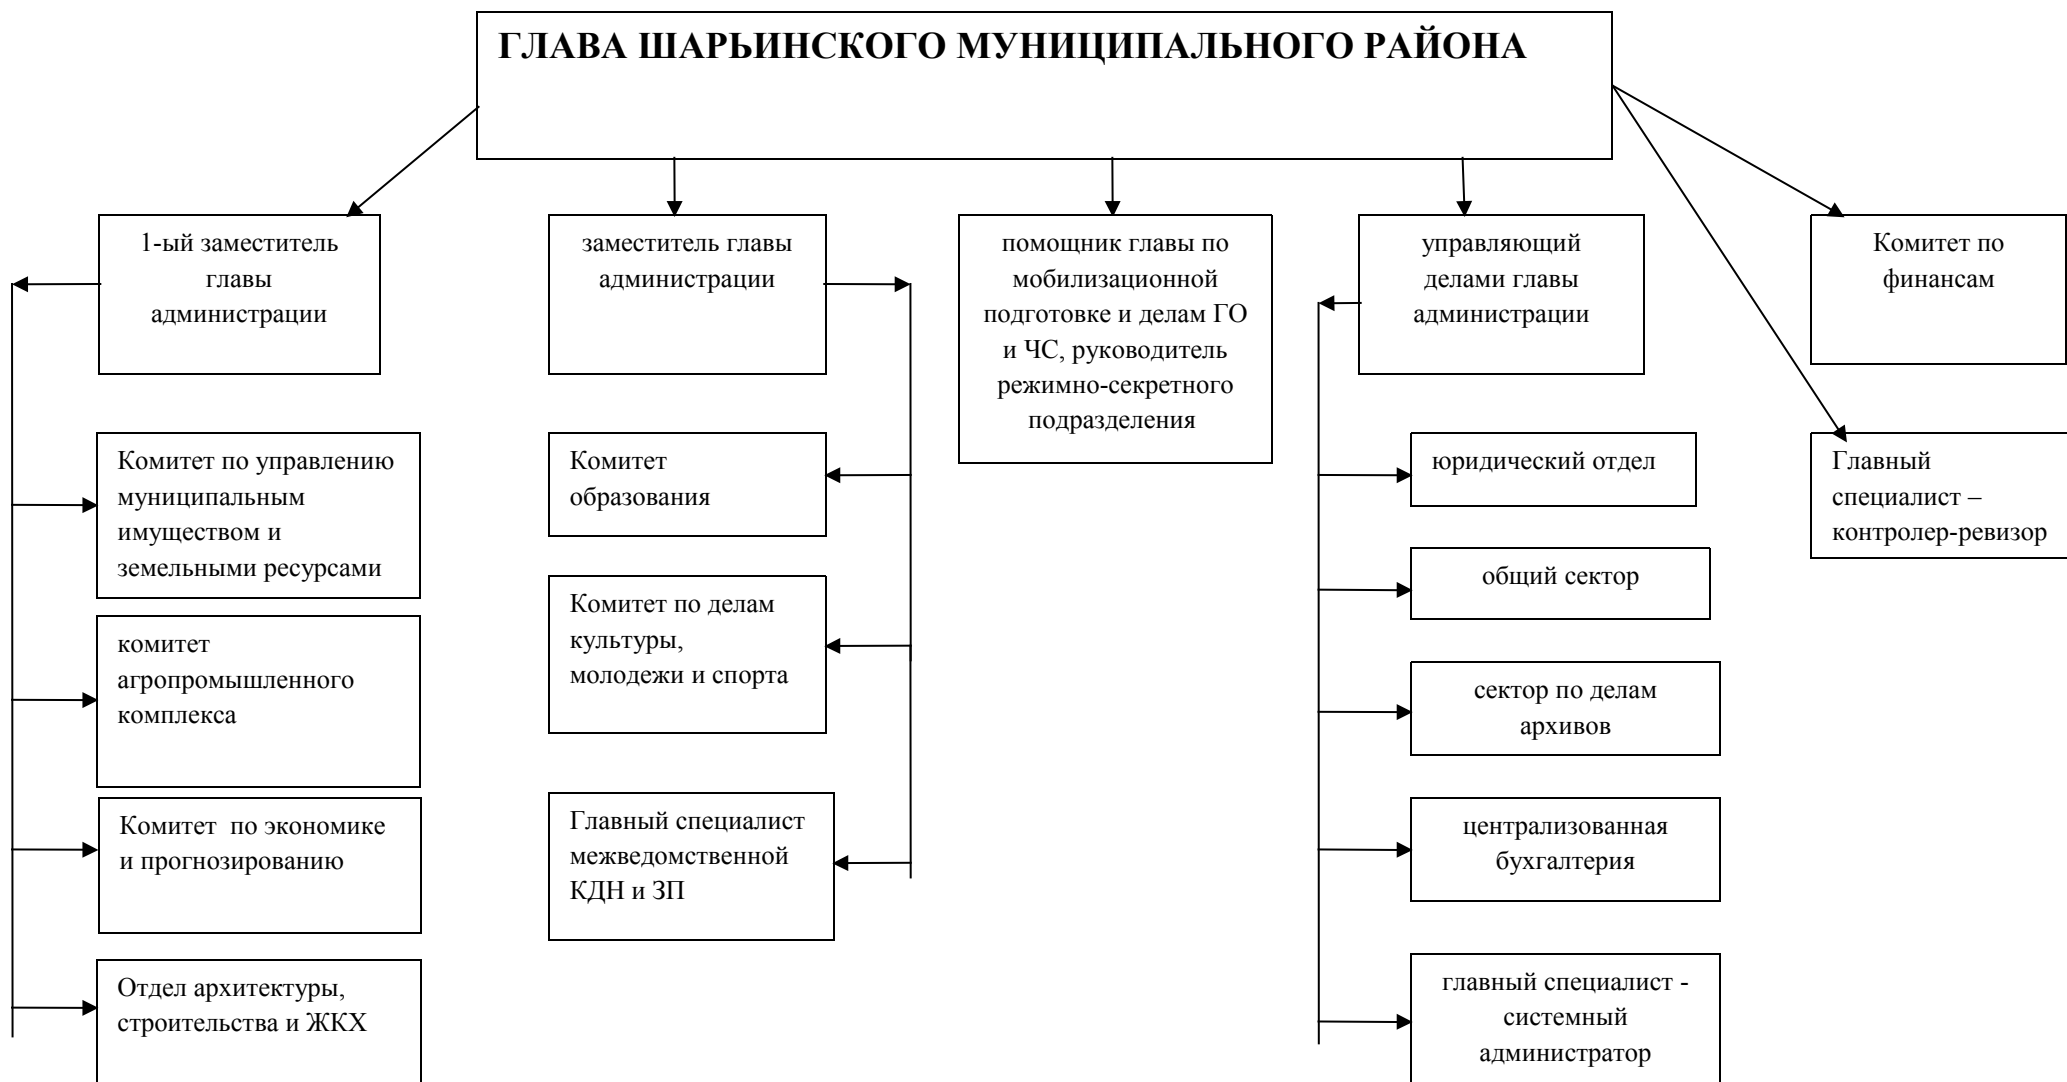 ГЛАВА ШАРЬИНСКОГО МУНИЦИПАЛЬНОГО РАЙОНА
1-ый заместитель
главы
администрации
заместитель главы
администрации
помощник главы по
мобилизационной
подготовке и делам ГО
и ЧС, руководитель
режимно-секретного
подразделения
управляющий
делами главы
администрации
Комитет по
финансам
Комитет по управлению
муниципальным
имуществом и
земельными ресурсами
комитет
агропромышленного
комплекса
Комитет  по экономике
и прогнозированию
Отдел архитектуры,
строительства и ЖКХ
Комитет
образования
Комитет по делам
культуры,
молодежи и спорта
Главный специалист
межведомственной
КДН и ЗП
юридический отдел
общий сектор
сектор по делам
архивов
централизованная
бухгалтерия
главный специалист -
системный
администратор
Главный
специалист –
контролер-ревизор